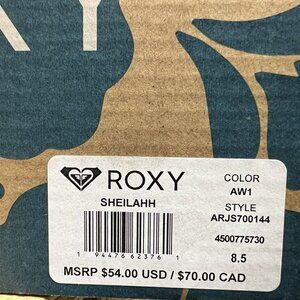 XY
ROXY
SHEILAHH
COLOR
AW1
STYLE
ARJS700144
4500775730
8.5
1 94476 62376 1
MSRP $54.00 USD / $70.00 CAD